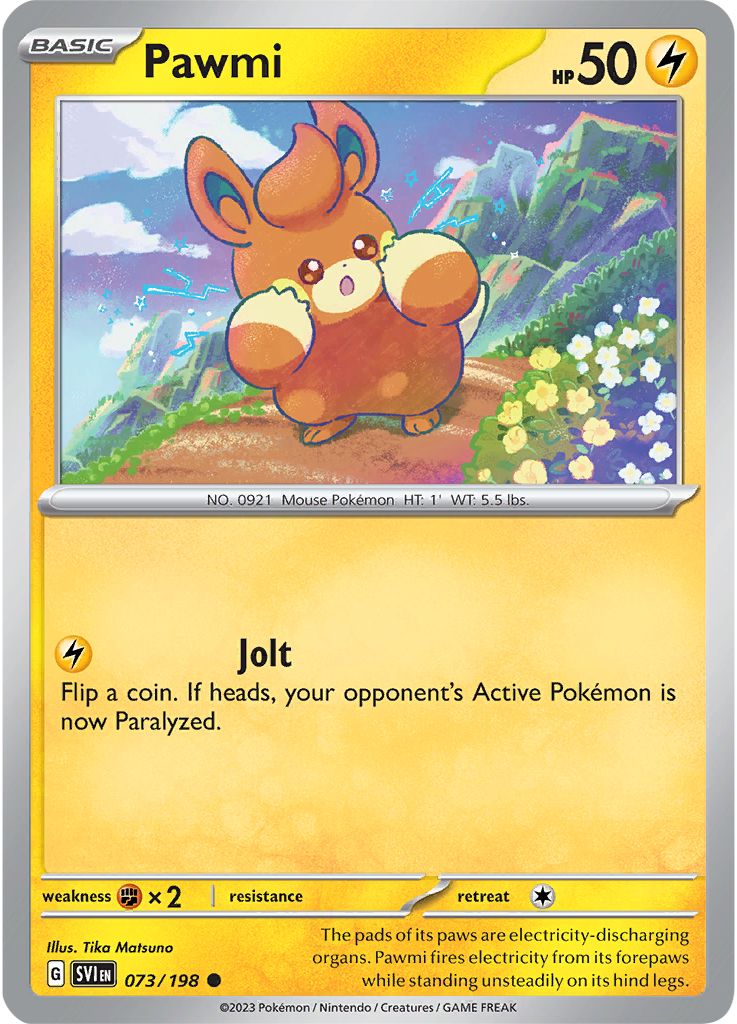 BASIC
Pawmi
HP 50
NO. 0921 Mouse Pokémon HT: 1' WT: 5.5 lbs.
Jolt
Flip a coin. If heads, your opponent's Active Pokémon is
now Paralyzed.
weakness ×2 resistance retreat
Illus. Tika Matsuno
G SVI EN 073/198
The pads of its paws are electricity-discharging
organs. Pawmi fires electricity from its forepaws
while standing unsteadily on its hind legs.
©2023 Pokémon / Nintendo / Creatures / GAME FREAK